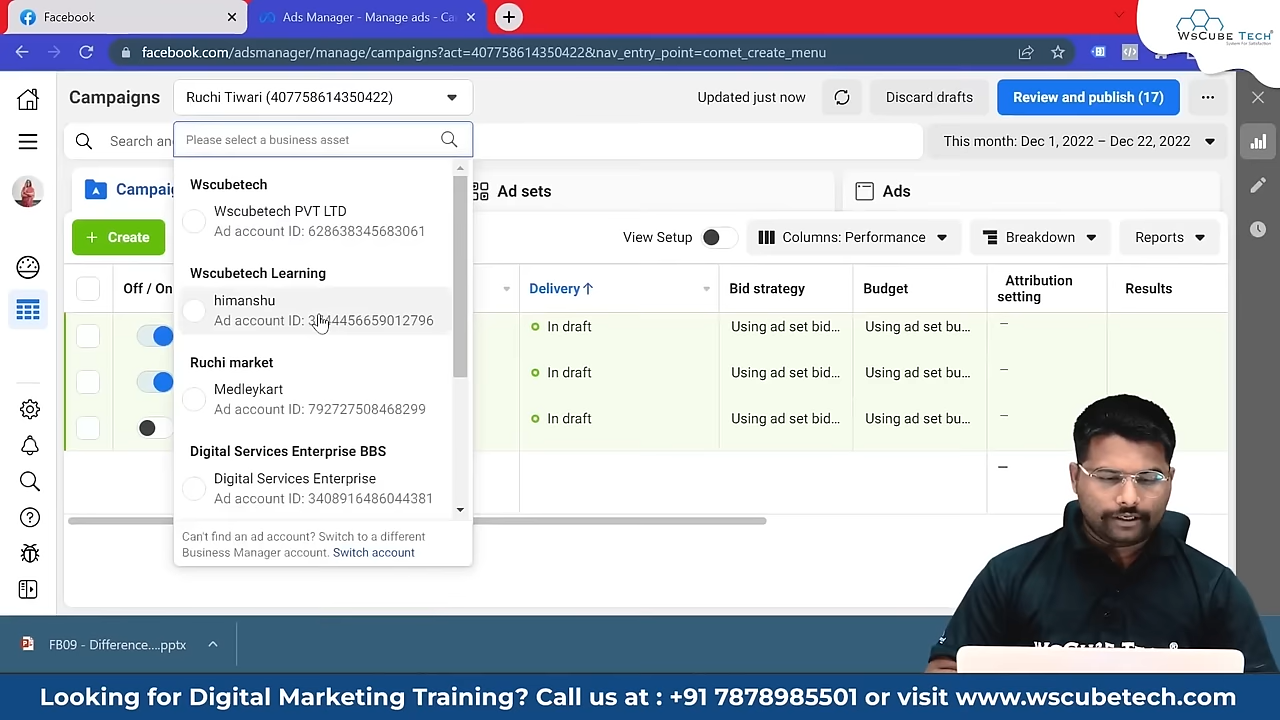 Facebook
Ads Manager - Manage ads - Ca
facebook.com/adsmanager/manage/campaigns?act=407758614350422&nav_entry_point=comet_create_menu
WSCUBE TECH
System For Satisfaction
Campaigns
Ruchi Tiwari (407758614350422)
Updated just now
Discard drafts
Review and publish (17)
Search an
Please select a business asset
This month: Dec 1, 2022 – Dec 22, 2022
Campaig
Ad sets
Ads
Wscubetech
Wscubetech PVT LTD
Ad account ID: 628638345683061
+ Create
View Setup
Columns: Performance
Breakdown
Reports
Wscubetech Learning
himanshu
Ad account ID: 4456659012796
Off / On
Delivery↑
Bid strategy
Budget
Attribution setting
Results
In draft
Using ad set bid...
Using ad set bu...
—
In draft
Using ad set bid...
Using ad set bu...
—
In draft
Using ad set bid...
Using ad set bu...
—
—
Ruchi market
Medleykart
Ad account ID: 792727508468299
Digital Services Enterprise BBS
Digital Services Enterprise
Ad account ID: 3408916486044381
Can't find an ad account? Switch to a different
Business Manager account. Switch account
FB09 - Difference....pptx
Looking for Digital Marketing Training? Call us at : +91 7878985501 or visit www.wscubetech.com